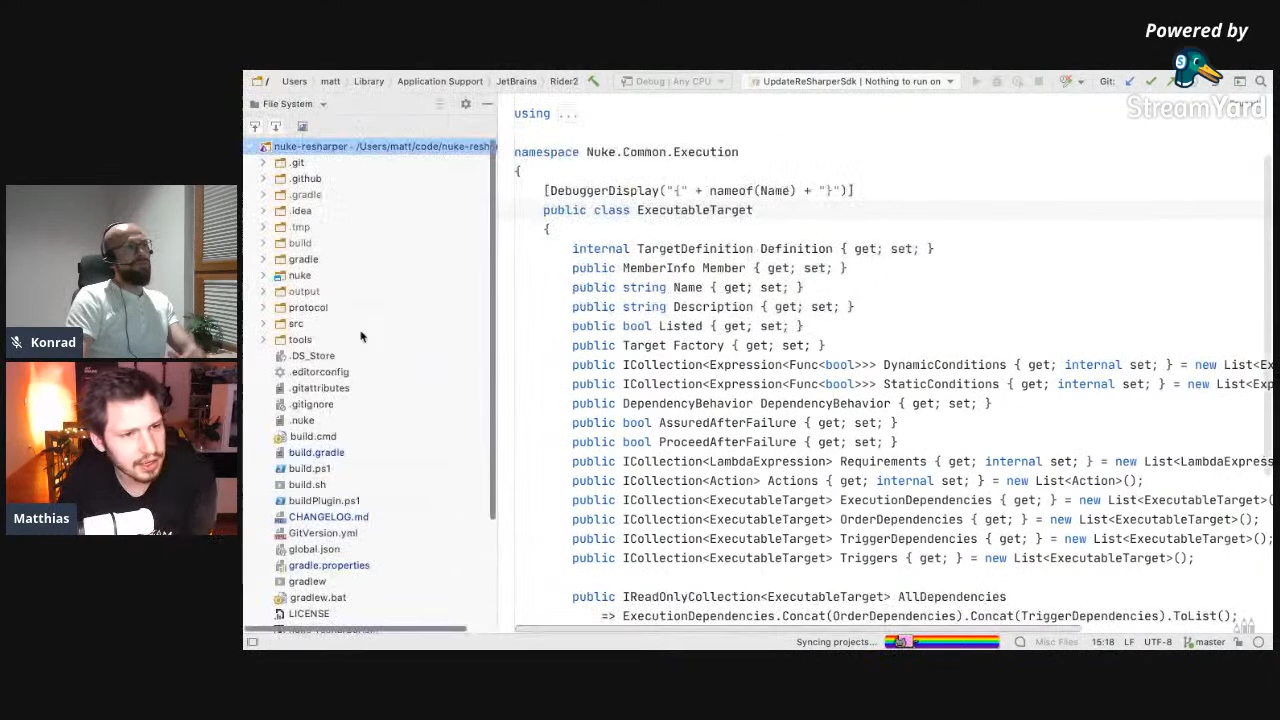 Powered by
S
StreamYard
/ Users matt Library Application Support JetBrains Rider2 Debug | Any CPU UpdateReSharperSdk | Nothing to run on Git:
File System
nuke-resharper - /Users/matt/code/nuke-resh
.git
.github
.gradle
.idea
.tmp
build
gradle
nuke
output
protocol
src
tools
.DS_Store
.editorconfig
.gitattributes
.gitignore
.nuke
build.cmd
build.gradle
build.ps1
build.sh
buildPlugin.ps1
CHANGELOG.md
GitVersion.yml
global.json
gradle.properties
gradlew
gradlew.bat
LICENSE
using ...
namespace Nuke.Common.Execution
{
[DebuggerDisplay("{" + nameof(Name) + "}")]
public class ExecutableTarget
{
internal TargetDefinition Definition { get; set; }
public MemberInfo Member { get; set; }
public string Name { get; set; }
public string Description { get; set; }
public bool Listed { get; set; }
public Target Factory { get; set; }
public ICollection<Expression<Func<bool>>> DynamicConditions { get; internal set; } = new List<Ex
public ICollection<Expression<Func<bool>>> StaticConditions { get; internal set; } = new List<Exp
public DependencyBehavior DependencyBehavior { get; set; }
public bool AssuredAfterFailure { get; set; }
public bool ProceedAfterFailure { get; set; }
public ICollection<LambdaExpression> Requirements { get; internal set; } = new List<LambdaExpress
public ICollection<Action> Actions { get; internal set; } = new List<Action>();
public ICollection<ExecutableTarget> ExecutionDependencies { get; } = new List<ExecutableTarget>(
public ICollection<ExecutableTarget> OrderDependencies { get; } = new List<ExecutableTarget>();
public ICollection<ExecutableTarget> TriggerDependencies { get; } = new List<ExecutableTarget>();
public ICollection<ExecutableTarget> Triggers { get; } = new List<ExecutableTarget>();
public IReadOnlyCollection<ExecutableTarget> AllDependencies
=> ExecutionDependencies.Concat(OrderDependencies).Concat(TriggerDependencies).ToList();
Syncing projects... Misc Files 15:18 LF UTF-8 master
Konrad
Matthias